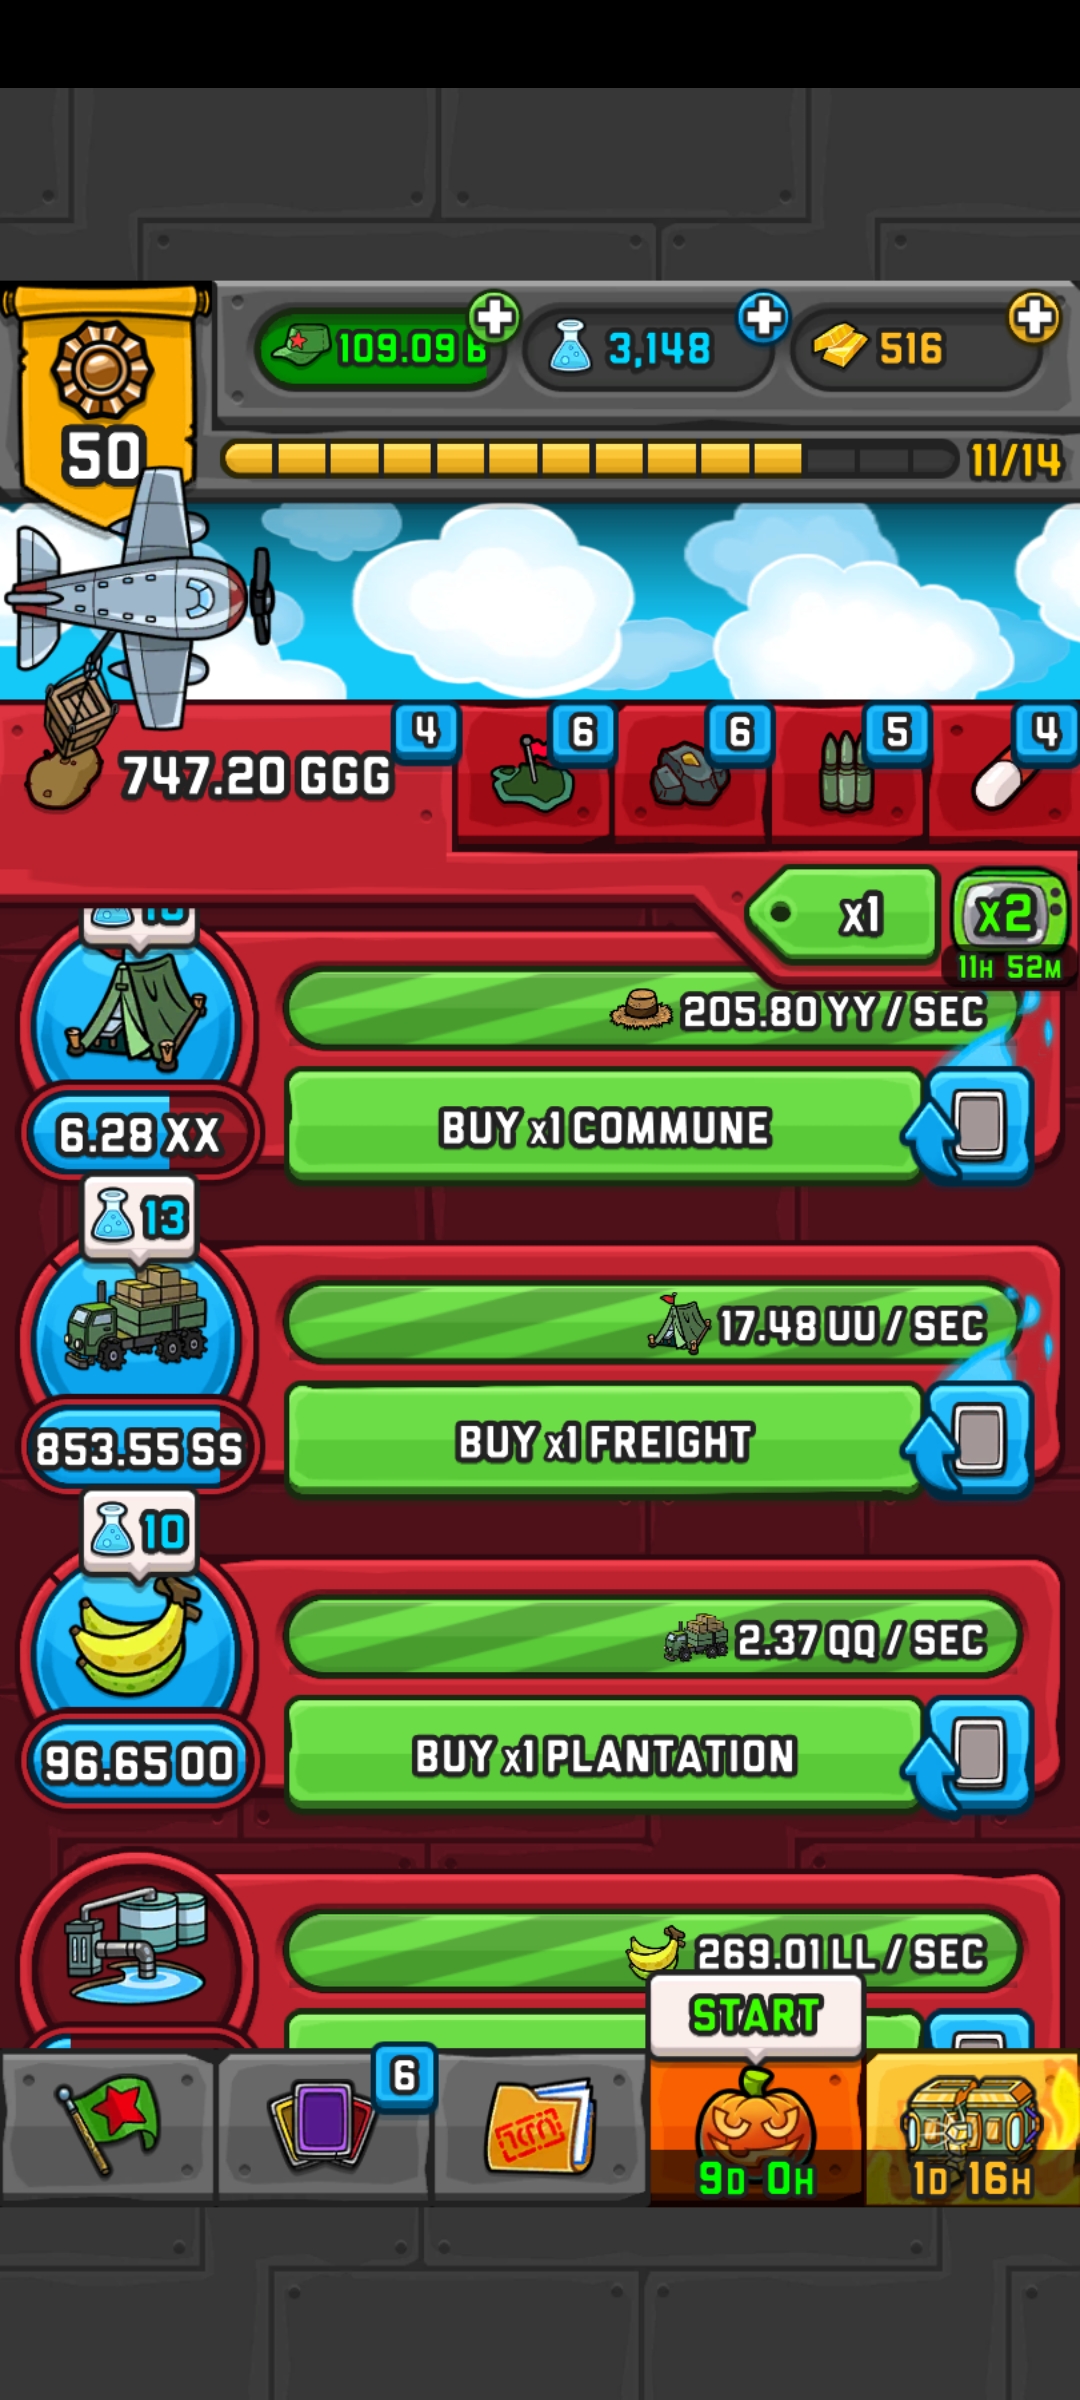 109.09 B
3,148
516
50
11/14
4
6
6
5
4
747.20 GGG
x1
x2
11H 52M
205.80 YY / SEC
6.28 XX
BUY x1 COMMUNE
13
17.48 UU / SEC
853.55 SS
BUY x1 FREIGHT
10
2.37 QQ / SEC
96.65 OO
BUY x1 PLANTATION
269.01 LL / SEC
START
6
9D 0H
1D 16H